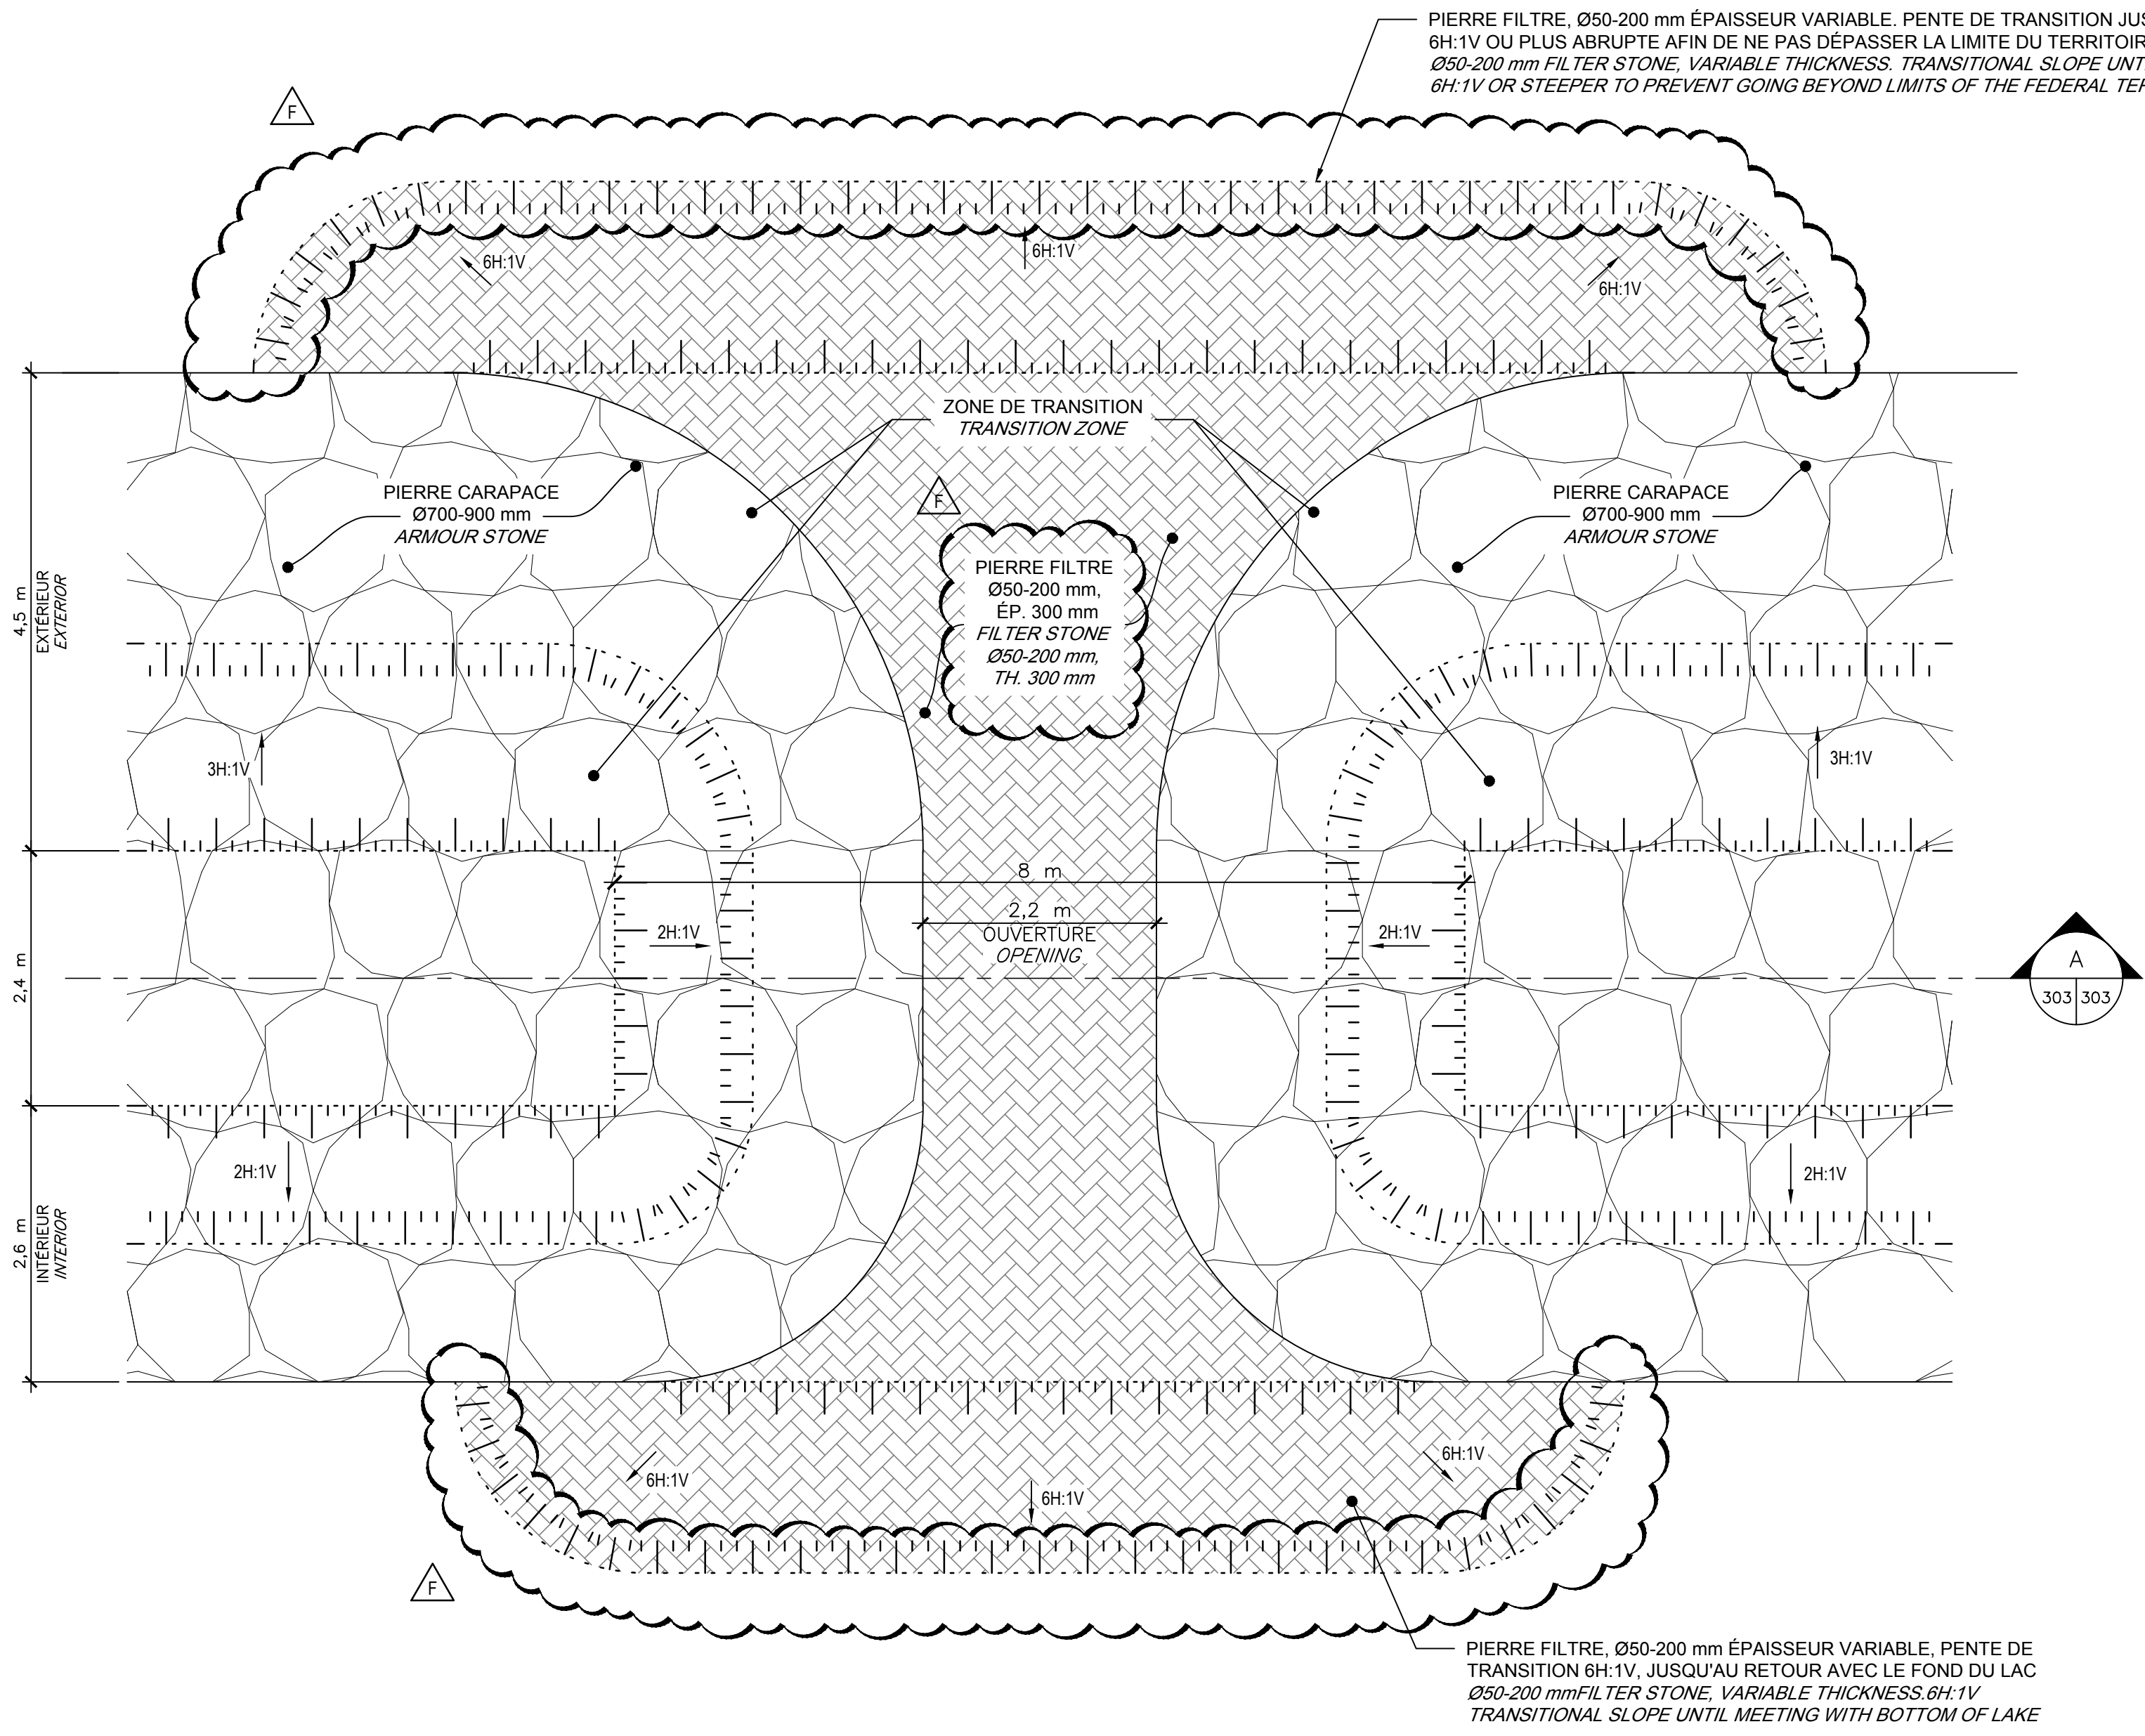 PIERRE FILTRE, Ø50-200 mm ÉPAISSEUR VARIABLE. PENTE DE TRANSITION
6H:1V OU PLUS ABRUPTE AFIN DE NE PAS DÉPASSER LA LIMITE DU
Ø50-200 mm FILTER STONE, VARIABLE THICKNESS. TRANSITIONAL SLOPE
6H:1V OR STEEPER TO PREVENT GOING BEYOND LIMITS OF THE FEDERAL
F
6H:1V
6H:1V
6H:1V
ZONE DE TRANSITION
TRANSITION ZONE
PIERRE CARAPACE
Ø700-900 mm
ARMOUR STONE
F
PIERRE FILTRE
Ø50-200 mm,
ÉP. 300 mm
FILTER STONE
Ø50-200 mm,
TH. 300 mm
PIERRE CARAPACE
Ø700-900 mm
ARMOUR STONE
4,5 m
EXTÉRIEUR
EXTERIOR
3H:1V
3H:1V
8 m
2,2 m
OUVERTURE
OPENING
2H:1V
2H:1V
2,4 m
A
303 303
2H:1V
2H:1V
2,6 m
INTÉRIEUR
INTERIOR
6H:1V
6H:1V
6H:1V
F
PIERRE FILTRE, Ø50-200 mm ÉPAISSEUR VARIABLE, PENTE DE
TRANSITION 6H:1V, JUSQU'AU RETOUR AVEC LE FOND DU LAC
Ø50-200 mmFILTER STONE, VARIABLE THICKNESS.6H:1V
TRANSITIONAL SLOPE UNTIL MEETING WITH BOTTOM OF LAKE